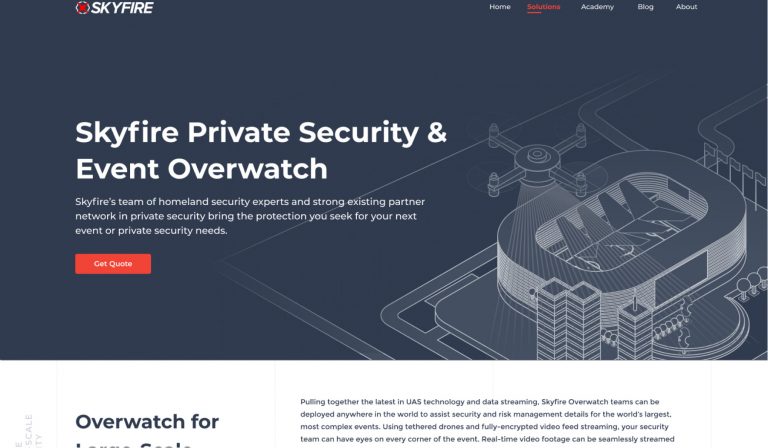 SKYFIRE
Home Solutions Academy Blog About
Skyfire Private Security &
Event Overwatch
Skyfire's team of homeland security experts and strong existing partner
network in private security bring the protection you seek for your next
event or private security needs.
Get Quote
Overwatch for
Large-Scale
Pulling together the latest in UAS technology and data streaming, Skyfire Overwatch teams can be
deployed anywhere in the world to assist security and risk management details for the world's largest,
most complex events. Using tethered drones and fully-encrypted video feed streaming, your security
team can have eyes on every corner of the event. Real-time video footage can be seamlessly streamed
SCALE